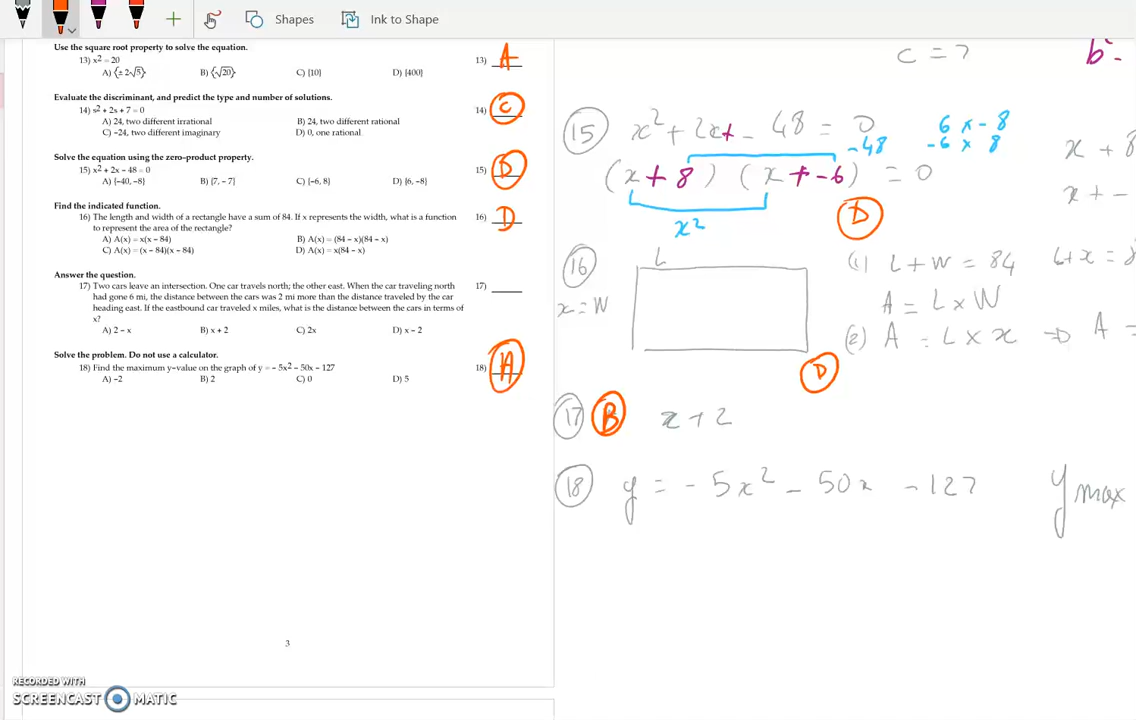 Shapes
Ink to Shape
Use the square root property to solve the equation.
13) x² = 20
13) A
A) {± 2√5}
B) {√20}
C) {10}
D) {400}
Evaluate the discriminant, and predict the type and number of solutions.
14) s² + 2s + 7 = 0
14) C
A) 24, two different irrational
B) 24, two different rational
C) -24, two different imaginary
D) 0, one rational
Solve the equation using the zero-product property.
15) x² + 2x - 48 = 0
15) D
A) {-40, -8}
B) {7, - 7}
C) {-6, 8}
D) {6, -8}
Find the indicated function.
16) The length and width of a rectangle have a sum of 84. If x represents the width, what is a function
to represent the area of the rectangle?
16) D
A) A(x) = x(x - 84)
B) A(x) = (84 - x)(84 - x)
C) A(x) = (x - 84)(x - 84)
D) A(x) = x(84 - x)
Answer the question.
17) Two cars leave an intersection. One car travels north; the other east. When the car traveling north
had gone 6 mi, the distance between the cars was 2 mi more than the distance traveled by the car
heading east. If the eastbound car traveled x miles, what is the distance between the cars in terms of
x?
17)
A) 2 - x
B) x + 2
C) 2x
D) x - 2
Solve the problem. Do not use a calculator.
18) Find the maximum y-value on the graph of y = - 5x² - 50x - 127
18) A
A) -2
B) 2
C) 0
D) 5
3
RECORDED WITH
SCREENCAST MATIC
c = 7
15 x² + 2x + - 48 = 0
6 x - 8
-48
-6 x 8
(x + 8) (x + -6) = 0
x²
D
x + 8
x + -
16
L
x = W
(1) L + W = 84
A = L x W
(2) A = L x x ⇒ A =
D
17 B x + 2
18 y = - 5x² - 50x - 127
y max